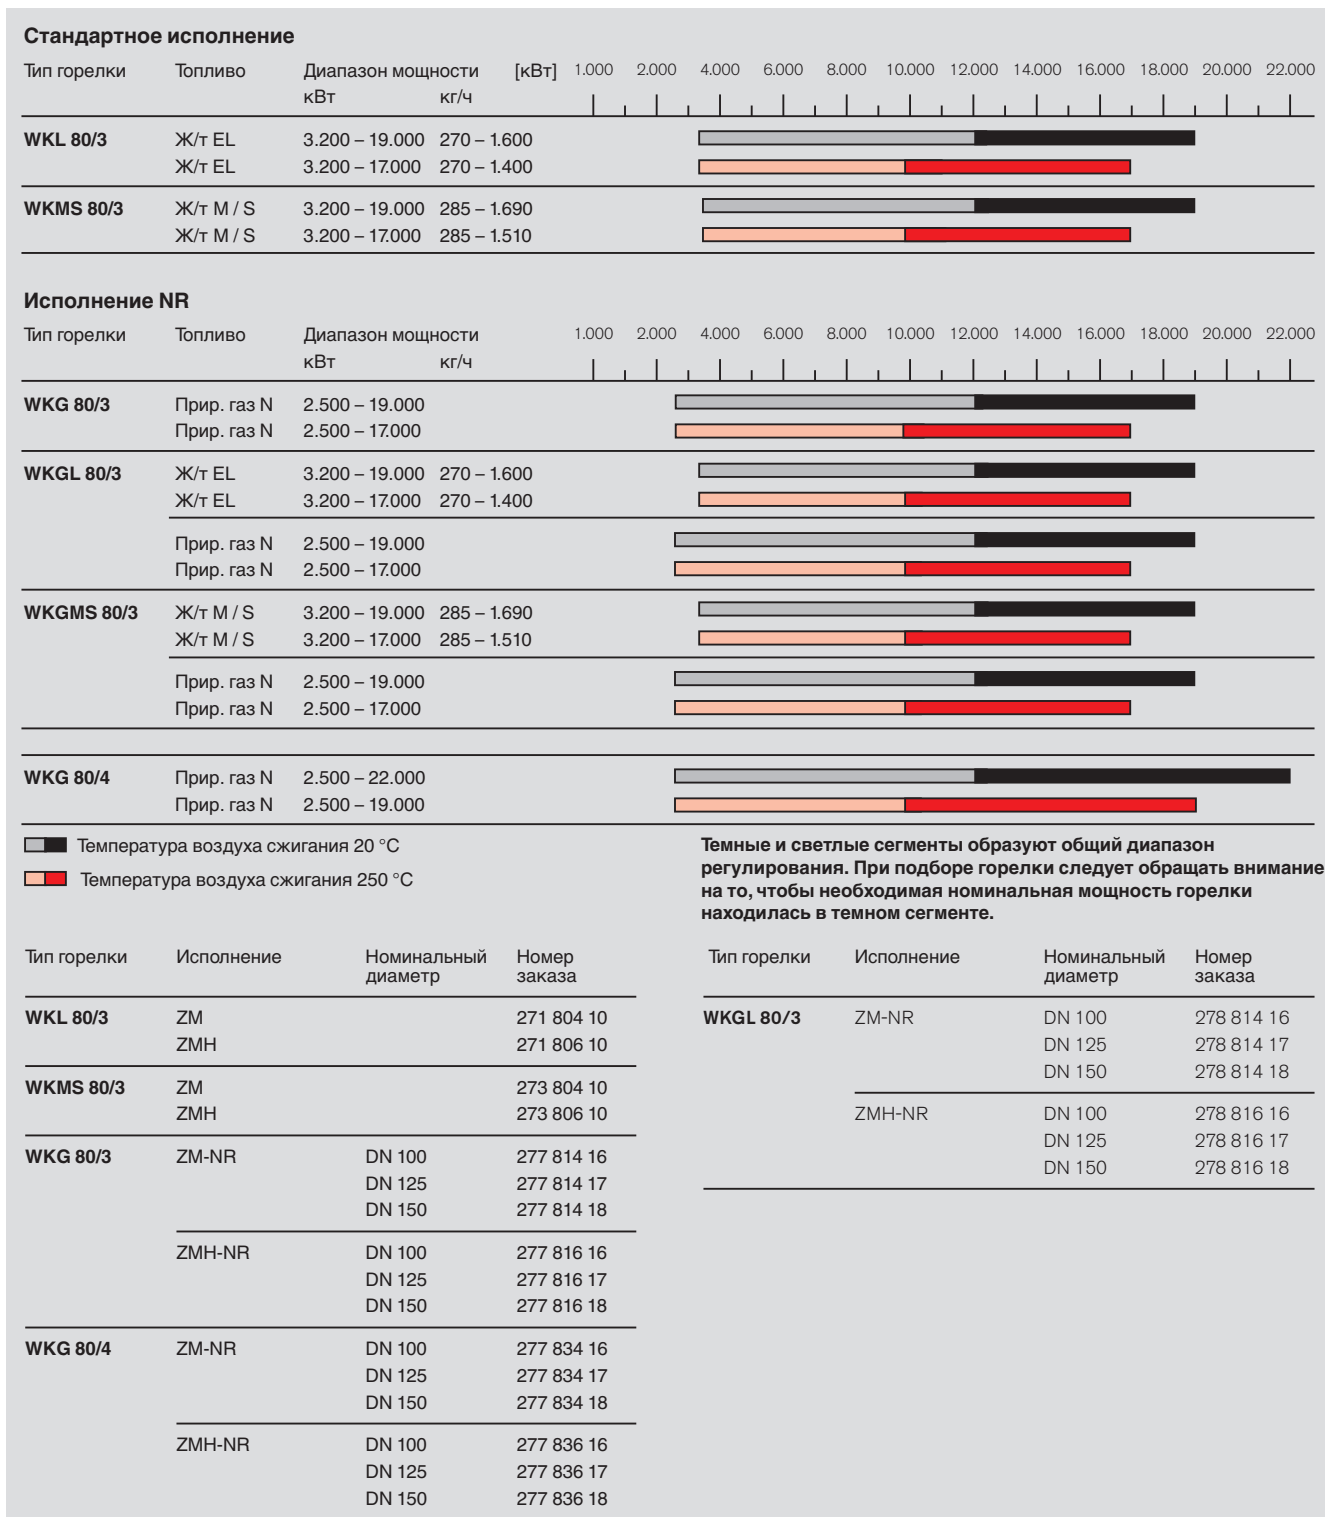 Стандартное исполнение
Тип горелки Топливо Диапазон мощности [кВт] 1.000 2.000 4.000 6.000 8.000 10.000 12.000 14.000 16.000 18.000 20.000 22.000
кВт кг/ч
WKL 80/3 Ж/т EL 3.200 – 19.000 270 – 1.600
Ж/т EL 3.200 – 17.000 270 – 1.400
WKMS 80/3 Ж/т M / S 3.200 – 19.000 285 – 1.690
Ж/т M / S 3.200 – 17.000 285 – 1.510
Исполнение NR
Тип горелки Топливо Диапазон мощности 1.000 2.000 4.000 6.000 8.000 10.000 12.000 14.000 16.000 18.000 20.000 22.000
кВт кг/ч
WKG 80/3 Прир. газ N 2.500 – 19.000
Прир. газ N 2.500 – 17.000
WKGL 80/3 Ж/т EL 3.200 – 19.000 270 – 1.600
Ж/т EL 3.200 – 17.000 270 – 1.400
Прир. газ N 2.500 – 19.000
Прир. газ N 2.500 – 17.000
WKGMS 80/3 Ж/т M / S 3.200 – 19.000 285 – 1.690
Ж/т M / S 3.200 – 17.000 285 – 1.510
Прир. газ N 2.500 – 19.000
Прир. газ N 2.500 – 17.000
WKG 80/4 Прир. газ N 2.500 – 22.000
Прир. газ N 2.500 – 19.000
Температура воздуха сжигания 20 °C
Температура воздуха сжигания 250 °C
Темные и светлые сегменты образуют общий диапазон
регулирования. При подборе горелки следует обращать внимание
на то, чтобы необходимая номинальная мощность горелки
находилась в темном сегменте.
Тип горелки Исполнение Номинальный Номер
диаметр заказа
WKL 80/3 ZM 271 804 10
ZMH 271 806 10
WKMS 80/3 ZM 273 804 10
ZMH 273 806 10
WKG 80/3 ZM-NR DN 100 277 814 16
DN 125 277 814 17
DN 150 277 814 18
ZMH-NR DN 100 277 816 16
DN 125 277 816 17
DN 150 277 816 18
WKG 80/4 ZM-NR DN 100 277 834 16
DN 125 277 834 17
DN 150 277 834 18
ZMH-NR DN 100 277 836 16
DN 125 277 836 17
DN 150 277 836 18
Тип горелки Исполнение Номинальный Номер
диаметр заказа
WKGL 80/3 ZM-NR DN 100 278 814 16
DN 125 278 814 17
DN 150 278 814 18
ZMH-NR DN 100 278 816 16
DN 125 278 816 17
DN 150 278 816 18